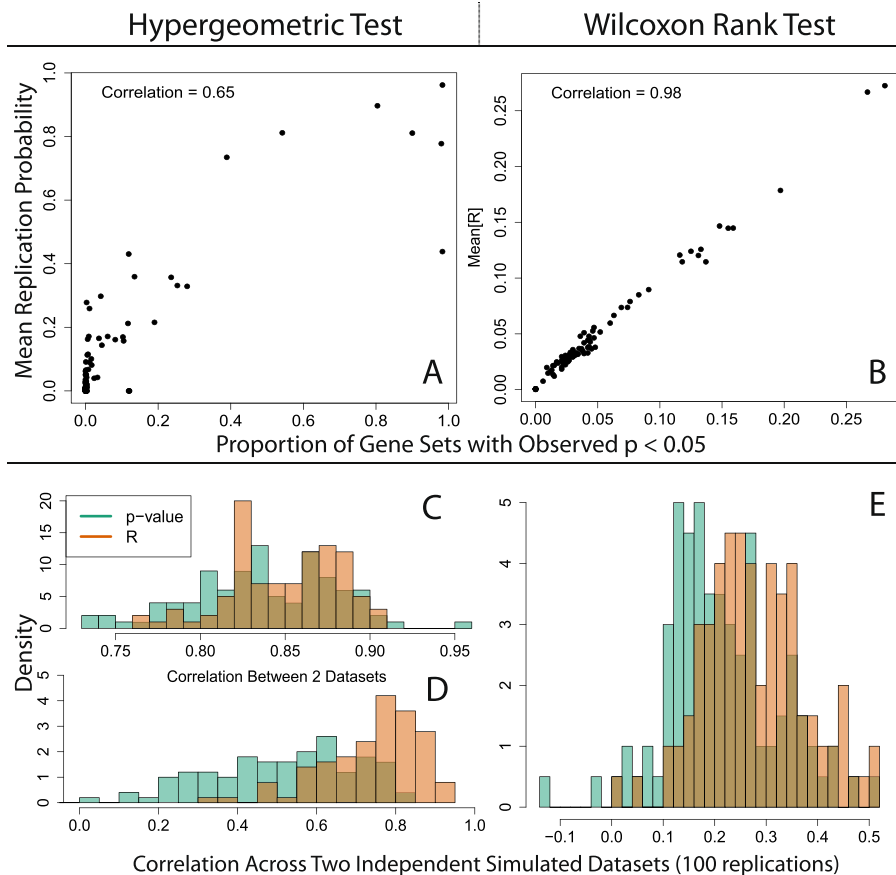 Hypergeometric Test
Wilcoxon Rank Test
Mean Replication Probability
1.0
0.8
0.6
0.4
0.2
0.0
Correlation = 0.65
A
0.0 0.2 0.4 0.6 0.8 1.0
Mean[R]
0.25
0.20
0.15
0.10
0.05
0.00
Correlation = 0.98
B
0.00 0.05 0.10 0.15 0.20 0.25
Proportion of Gene Sets with Observed p < 0.05
Density
20
15
10
5
0
p-value
R
C
0.75 0.80 0.85 0.90 0.95
Correlation Between 2 Datasets
5
4
3
2
1
0
D
0.0 0.2 0.4 0.6 0.8 1.0
5
4
3
2
1
0
E
−0.1 0.0 0.1 0.2 0.3 0.4 0.5
Correlation Across Two Independent Simulated Datasets (100 replications)